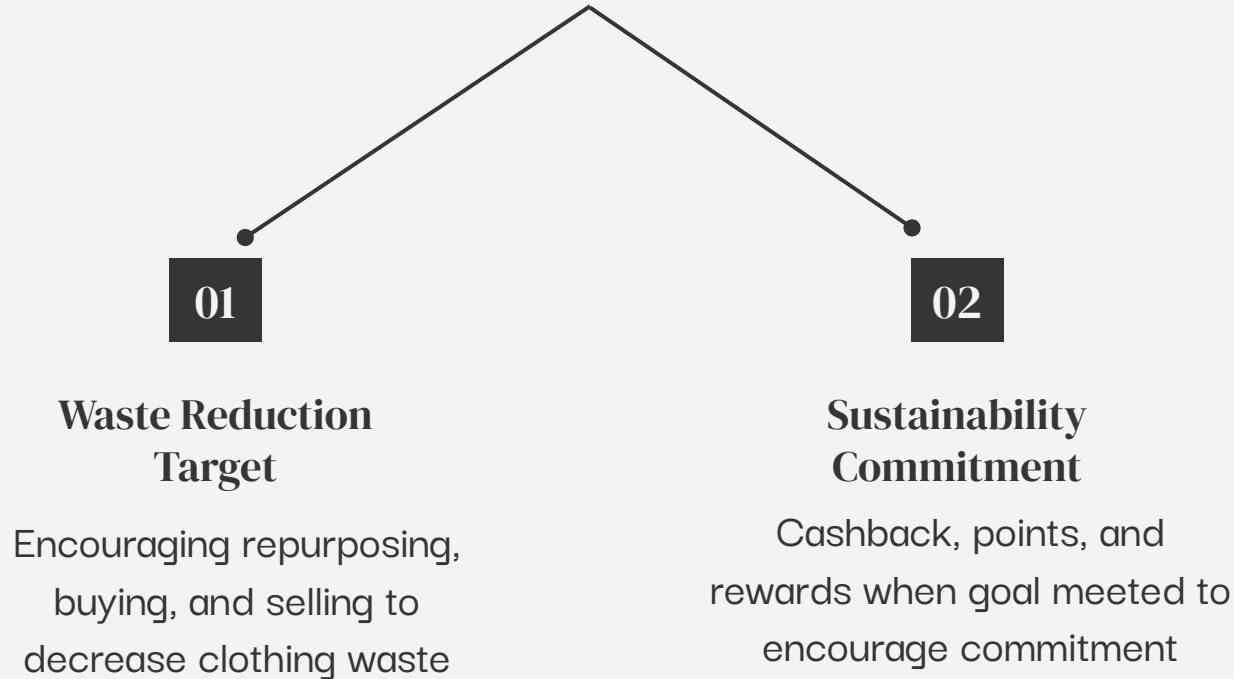 01
Waste Reduction
Target
Encouraging repurposing,
buying, and selling to
decrease clothing waste
02
Sustainability
Commitment
Cashback, points, and
rewards when goal meeted to
encourage commitment